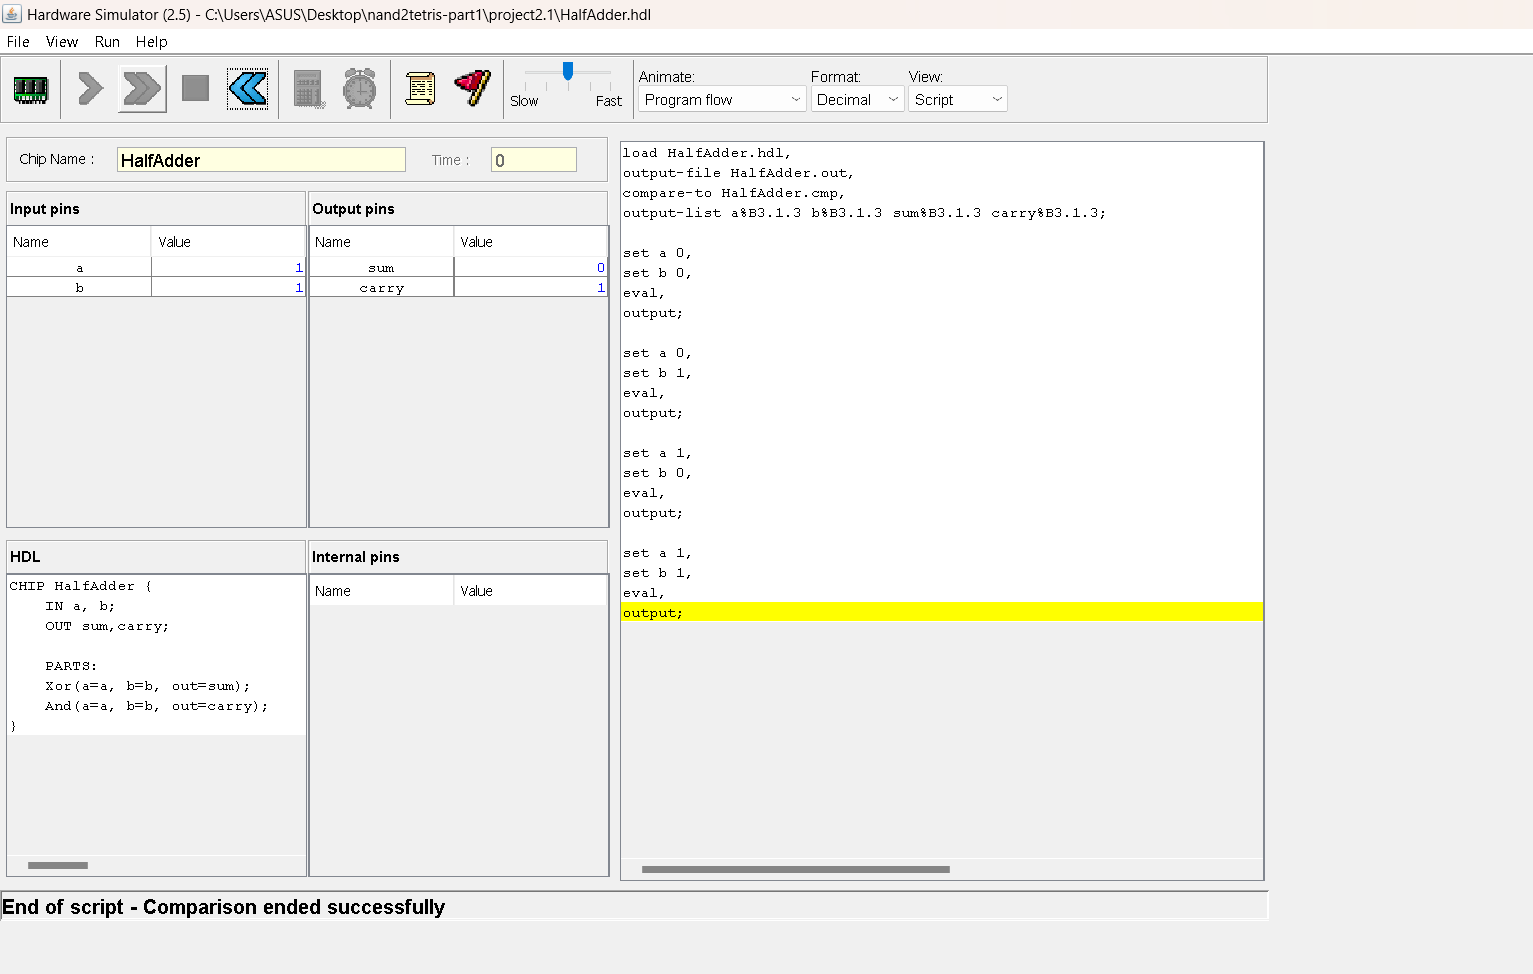 Hardware Simulator (2.5) - C:\Users\ASUS\Desktop\nand2tetris-part1\project2.1\HalfAdder.hdl
File View Run Help
Slow Fast
Animate: Format: View:
Program flow Decimal Script
Chip Name : HalfAdder Time : 0
Input pins
Name Value
a 1
b 1
Output pins
Name Value
sum 0
carry 1
HDL
CHIP HalfAdder {
IN a, b;
OUT sum,carry;
PARTS:
Xor(a=a, b=b, out=sum);
And(a=a, b=b, out=carry);
}
Internal pins
Name Value
load HalfAdder.hdl,
output-file HalfAdder.out,
compare-to HalfAdder.cmp,
output-list a%B3.1.3 b%B3.1.3 sum%B3.1.3 carry%B3.1.3;
set a 0,
set b 0,
eval,
output;
set a 0,
set b 1,
eval,
output;
set a 1,
set b 0,
eval,
output;
set a 1,
set b 1,
eval,
output;
End of script - Comparison ended successfully